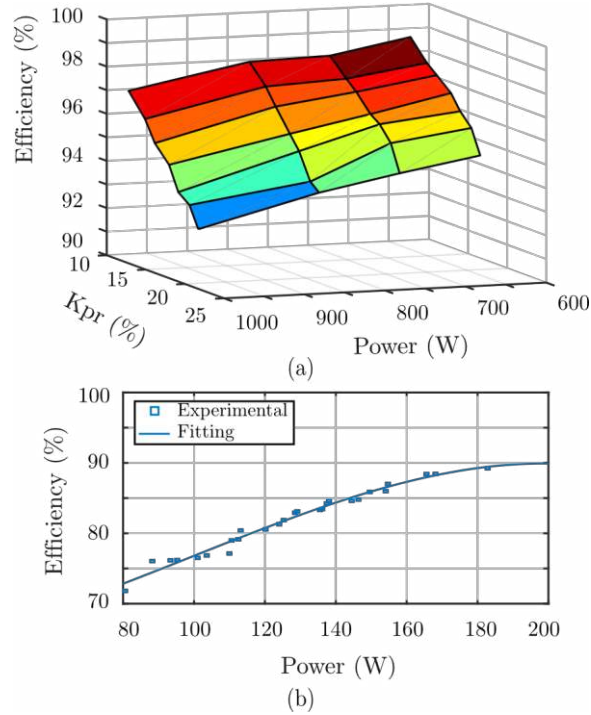 100
98
96
94
92
90
Efficiency (%)
10
15
20
25
Kpr (%)
1000
900
800
700
600
Power (W)
(a)
100
90
80
70
Efficiency (%)
Experimental
Fitting
80 100 120 140 160 180 200
Power (W)
(b)